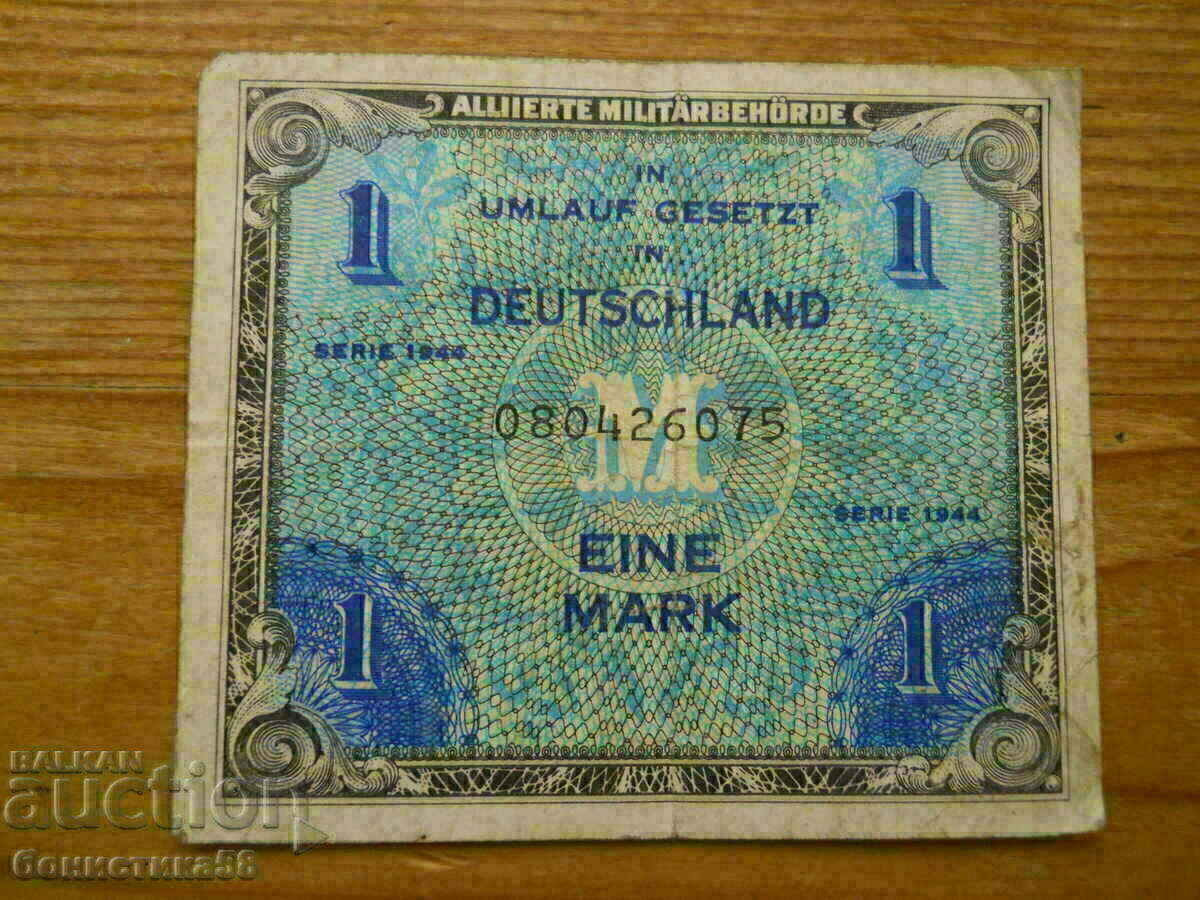 ALLIIERTE MILITÄRBEHÖRDE
1 1
IN
UMLAUF GESETZT
IN
DEUTSCHLAND
SERIE 1944
M
080426075
SERIE 1944
EINE
MARK
1 1
BALKAN
auction
бонистика58